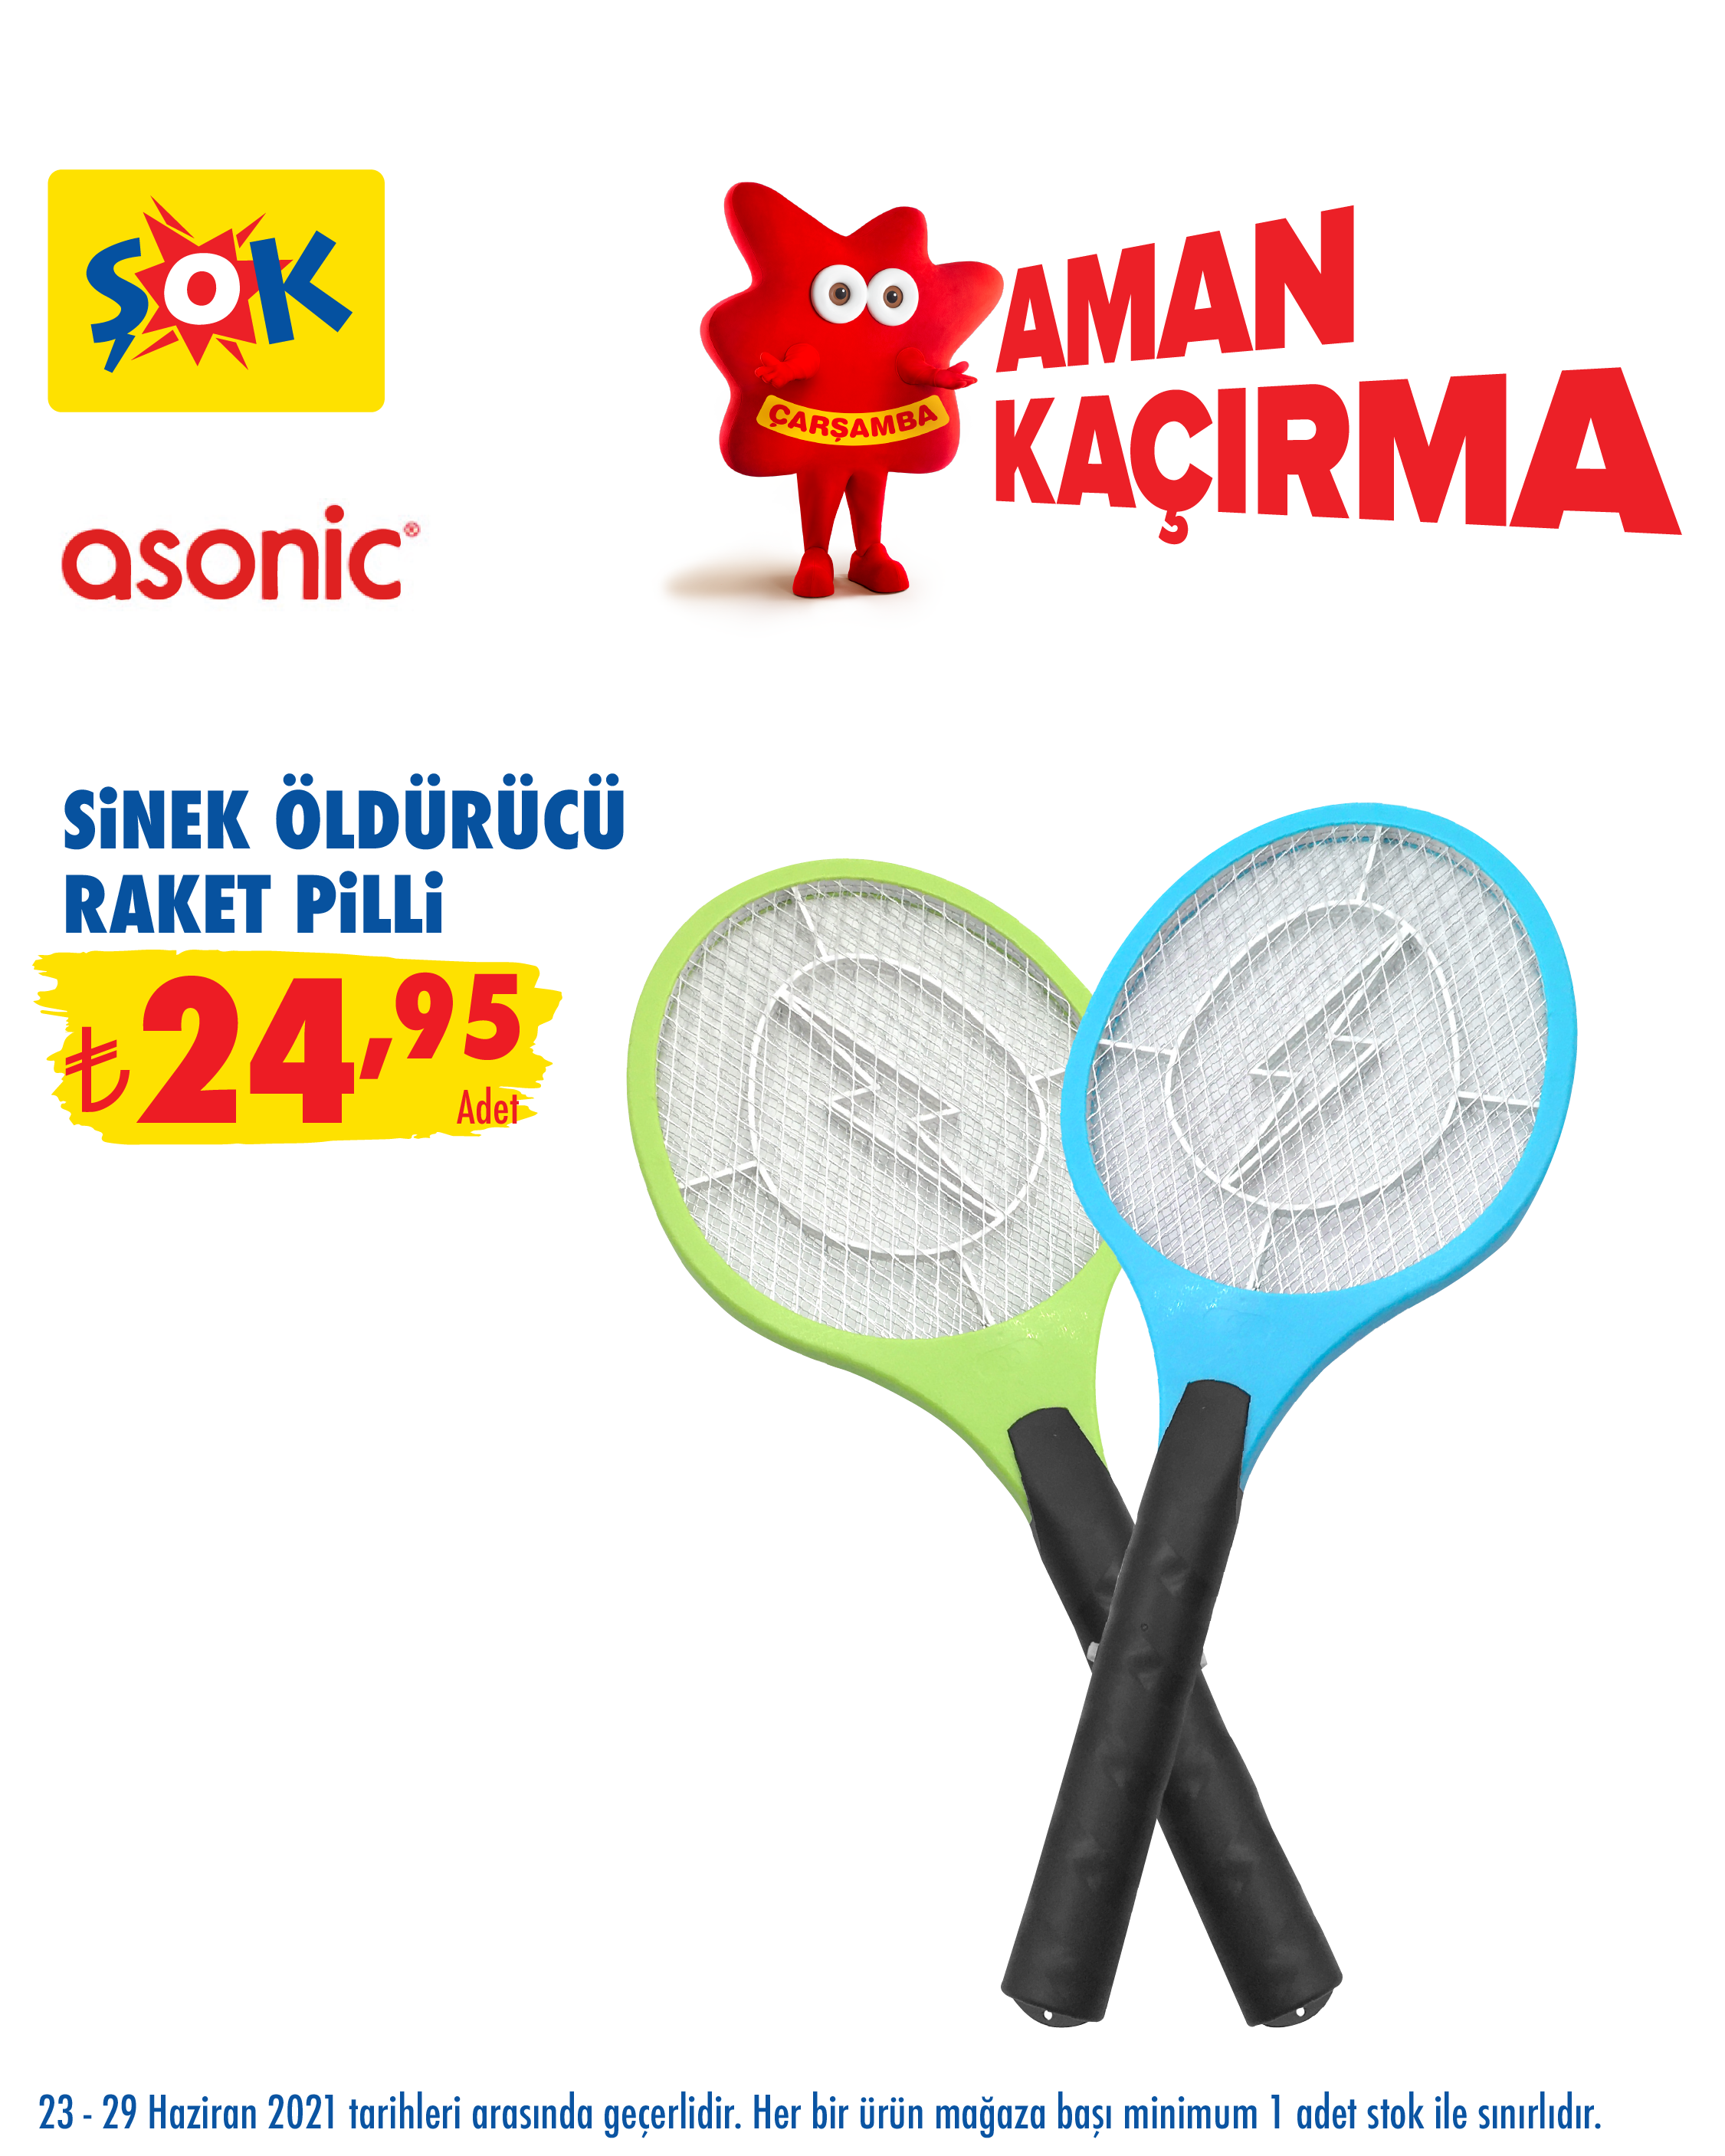 ŞOK
AMAN
KAÇIRMA
ÇARŞAMBA
asonic®
SiNEK ÖLDÜRÜCÜ
RAKET PiLLi
₺24,95
Adet
23 - 29 Haziran 2021 tarihleri arasında geçerlidir. Her bir ürün mağaza başı minimum 1 adet stok ile sınırlıdır.